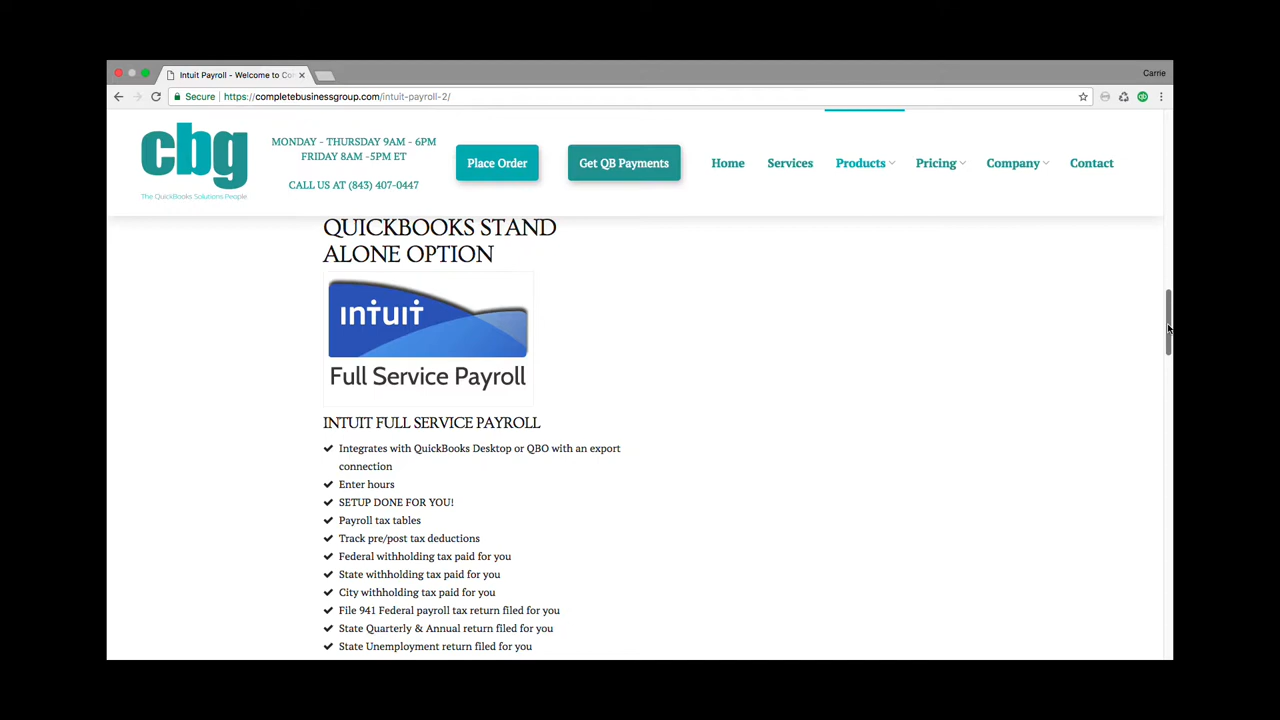 Intuit Payroll - Welcome to Co
Carrie
Secure | https://completebusinessgroup.com/intuit-payroll-2/
cbg
The QuickBooks Solutions People
MONDAY - THURSDAY 9AM - 6PM
FRIDAY 8AM -5PM ET
CALL US AT (843) 407-0447
Place Order
Get QB Payments
Home
Services
Products
Pricing
Company
Contact
QUICKBOOKS STAND
ALONE OPTION
intuit
Full Service Payroll
INTUIT FULL SERVICE PAYROLL
Integrates with QuickBooks Desktop or QBO with an export
connection
Enter hours
SETUP DONE FOR YOU!
Payroll tax tables
Track pre/post tax deductions
Federal withholding tax paid for you
State withholding tax paid for you
City withholding tax paid for you
File 941 Federal payroll tax return filed for you
State Quarterly & Annual return filed for you
State Unemployment return filed for you